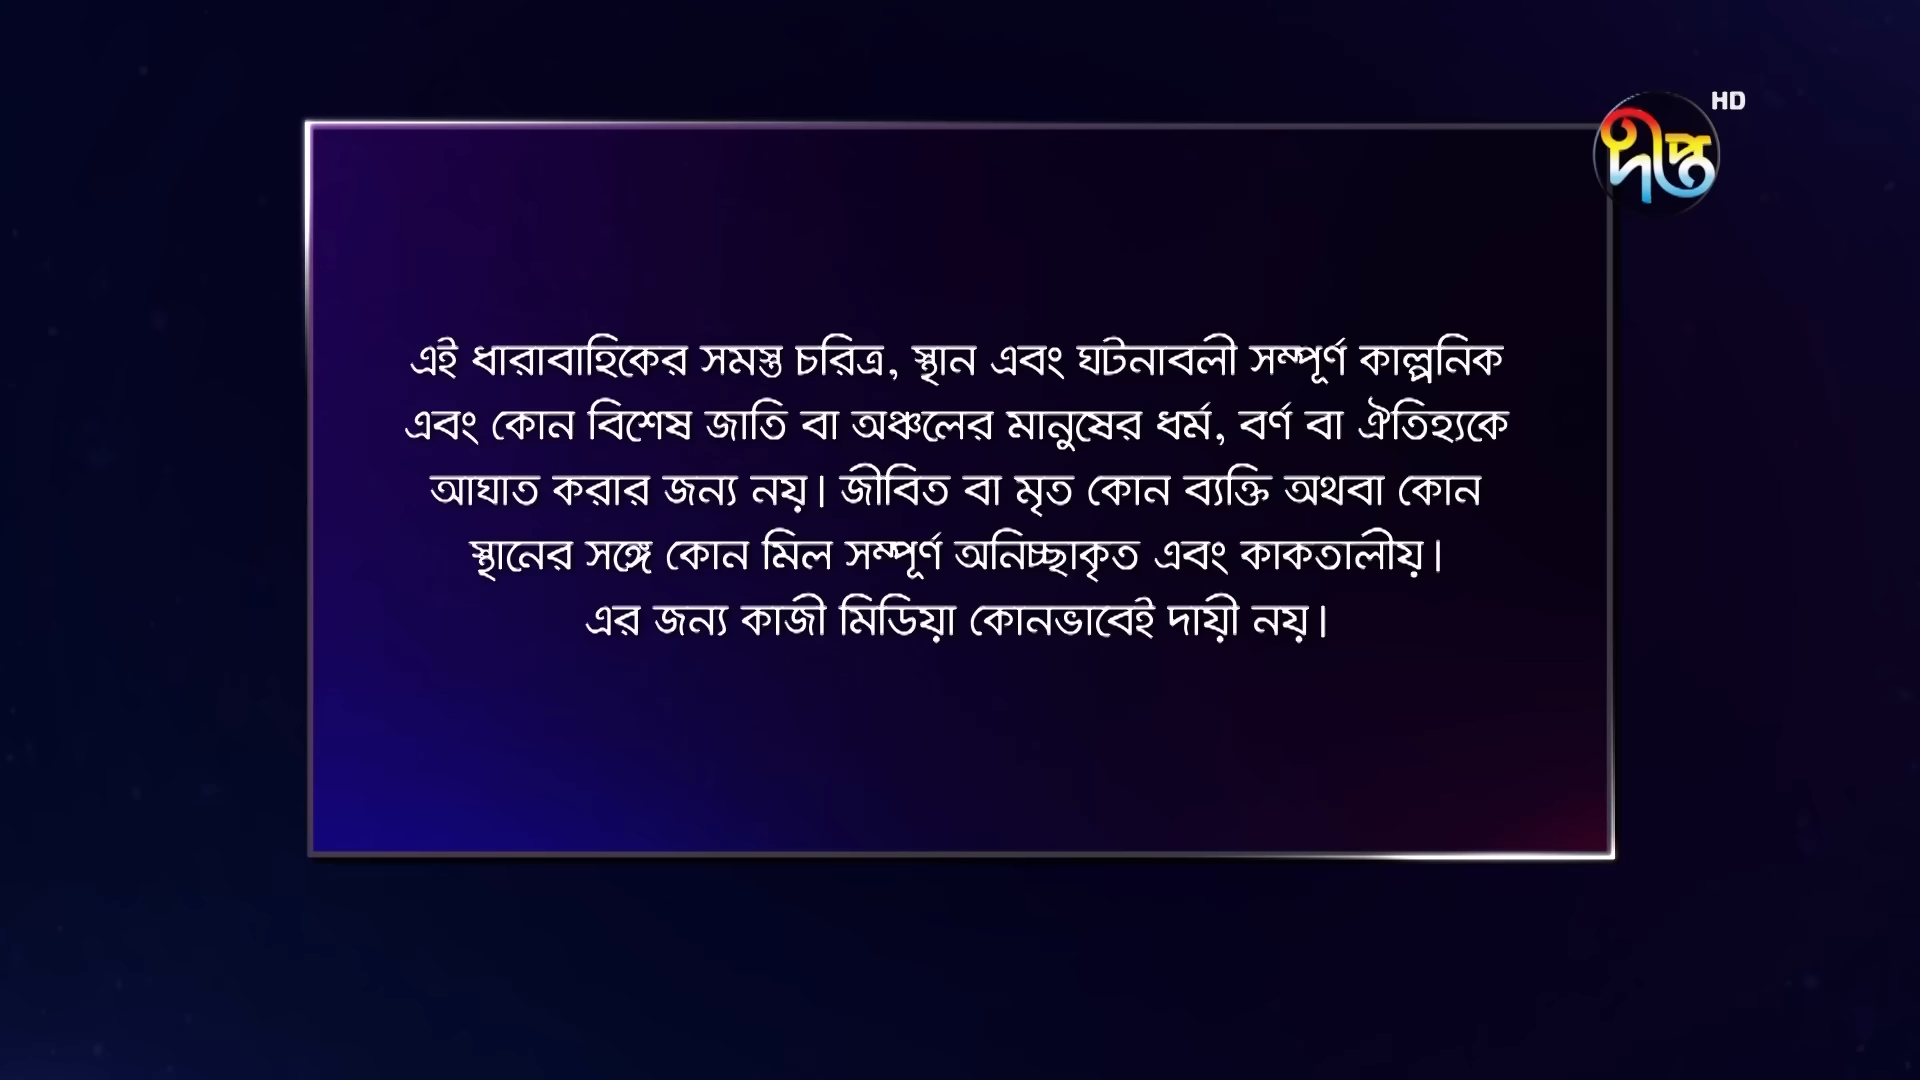 HD
দীপ্ত
এই ধারাবাহিকের সমস্ত চরিত্র, স্থান এবং ঘটনাবলী সম্পূর্ণ কাল্পনিক
এবং কোন বিশেষ জাতি বা অঞ্চলের মানুষের ধর্ম, বর্ণ বা ঐতিহ্যকে
আঘাত করার জন্য নয়। জীবিত বা মৃত কোন ব্যক্তি অথবা কোন
স্থানের সঙ্গে কোন মিল সম্পূর্ণ অনিচ্ছাকৃত এবং কাকতালীয়।
এর জন্য কাজী মিডিয়া কোনভাবেই দায়ী নয়।